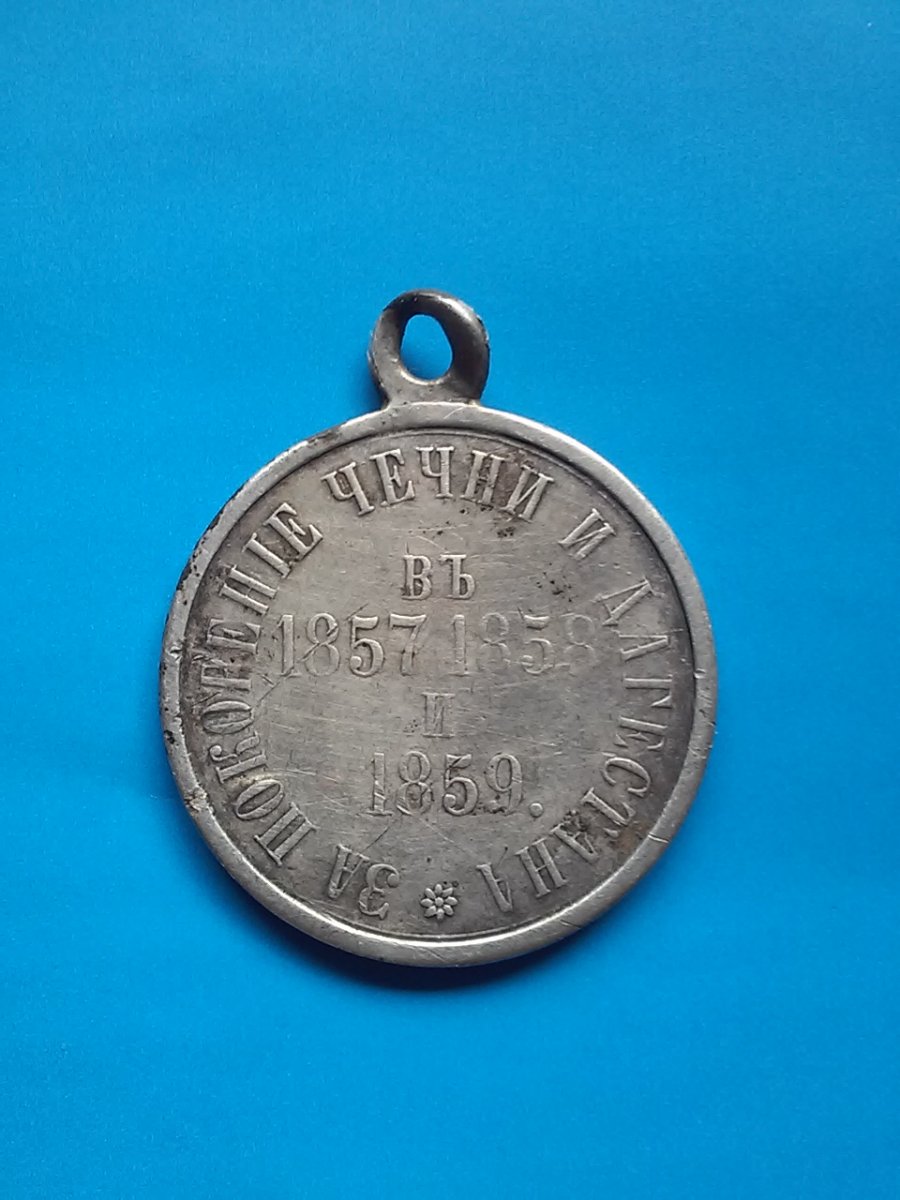 ЗА ПОКОРЕНІЕ ЧЕЧНИ И ДАГЕСТАНА
ВЪ
1857 1858
И
1859.